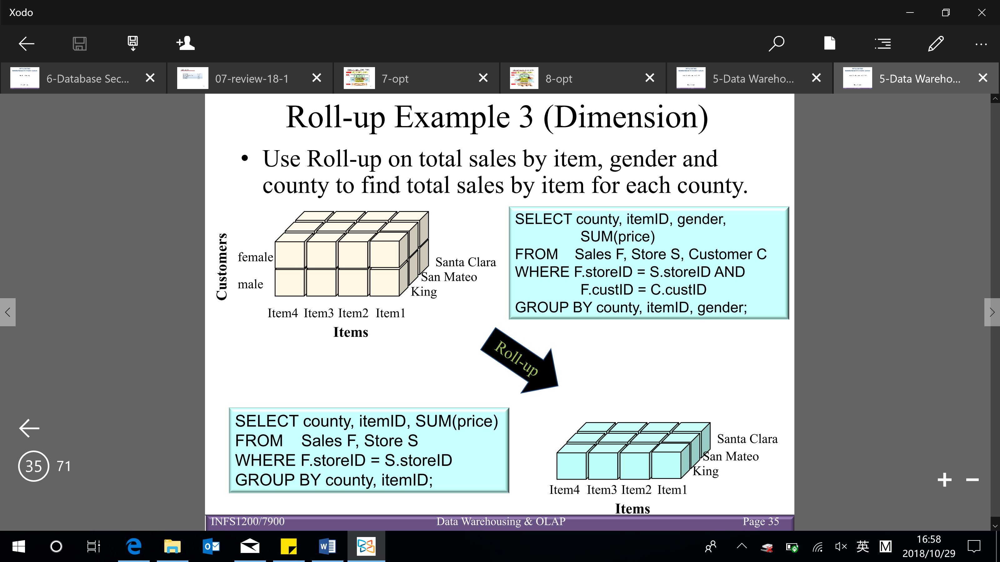 Xodo
6-Database Sec...
07-review-18-1
7-opt
8-opt
5-Data Wareho...
5-Data Wareho...
Roll-up Example 3 (Dimension)
• Use Roll-up on total sales by item, gender and
county to find total sales by item for each county.
Customers
female
male
Santa Clara
San Mateo
King
Item4 Item3 Item2 Item1
Items
SELECT county, itemID, gender,
SUM(price)
FROM Sales F, Store S, Customer C
WHERE F.storeID = S.storeID AND
F.custID = C.custID
GROUP BY county, itemID, gender;
Roll-up
SELECT county, itemID, SUM(price)
FROM Sales F, Store S
WHERE F.storeID = S.storeID
GROUP BY county, itemID;
Santa Clara
San Mateo
King
Item4 Item3 Item2 Item1
Items
35 71
INFS1200/7900 Data Warehousing & OLAP Page 35
英
M
16:58
2018/10/29